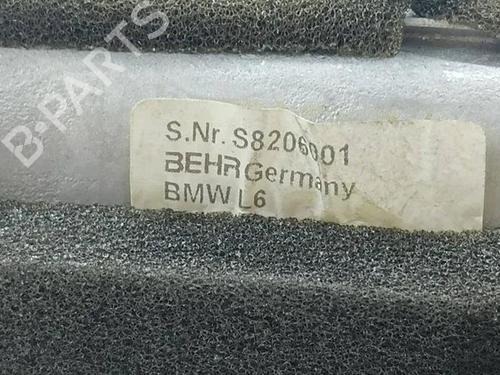 B-PARTS
S.Nr. S8206001
BEHR Germany
BMW L6